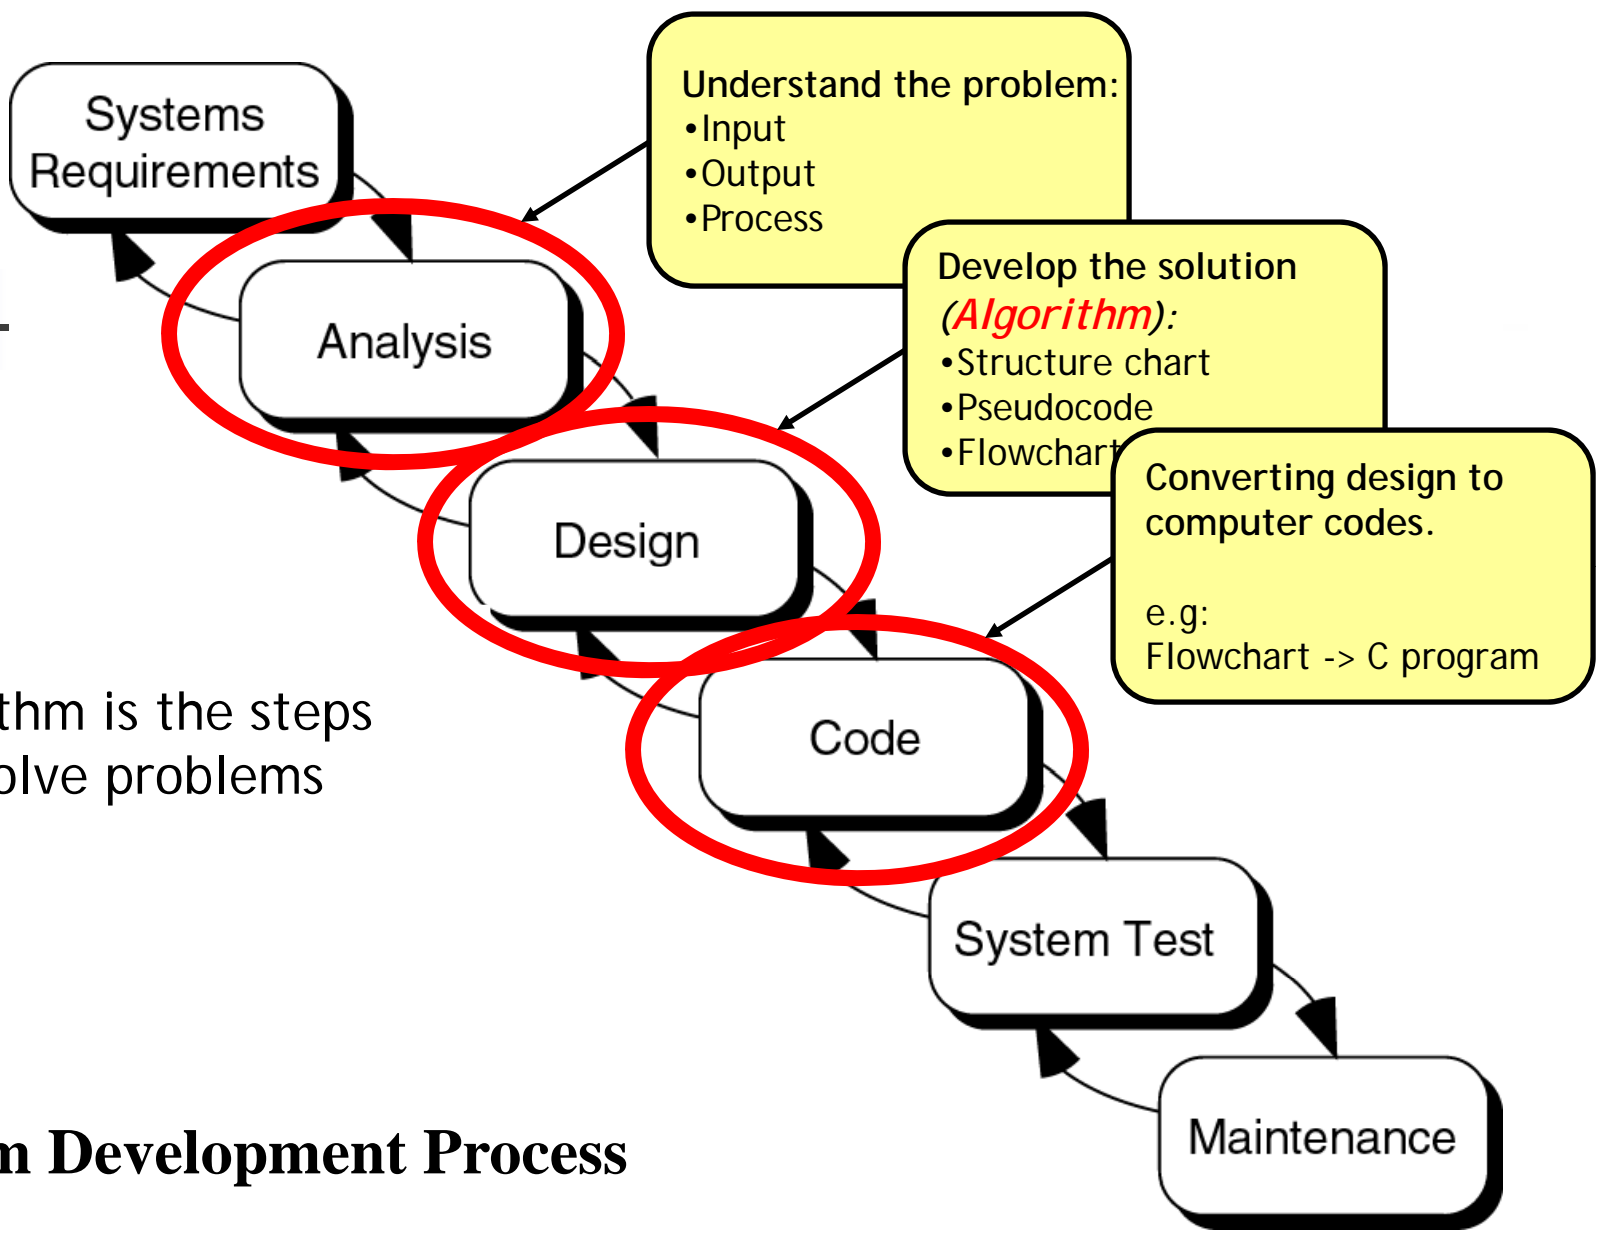 Systems
Requirements
Understand the problem:
•Input
•Output
•Process
Analysis
Develop the solution
(Algorithm):
•Structure chart
•Pseudocode
•Flowchart
Design
Converting design to
computer codes.
e.g:
Flowchart -> C program
thm is the steps
olve problems
Code
System Test
Maintenance
m Development Process